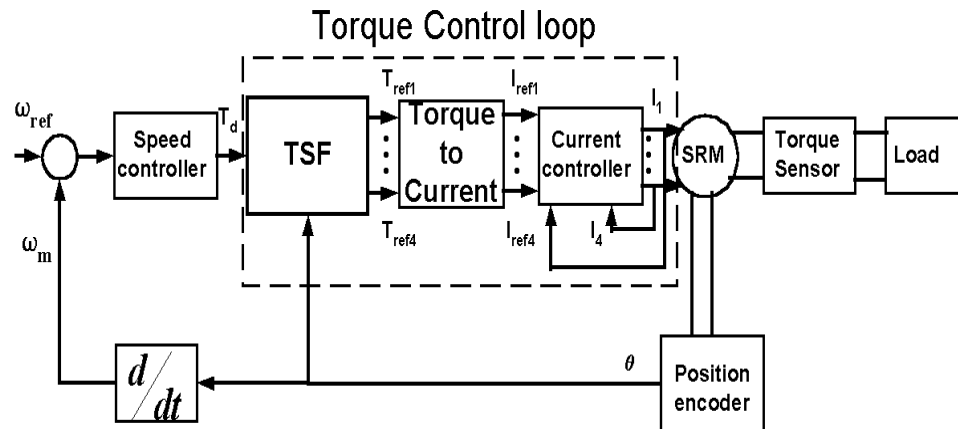 Torque Control loop
ω_ref
Speed
controller
T_d
TSF
T_ref1
T_ref4
Torque
to
Current
I_ref1
I_ref4
Current
controller
I_1
I_4
SRM
Torque
Sensor
Load
ω_m
d/dt
θ
Position
encoder